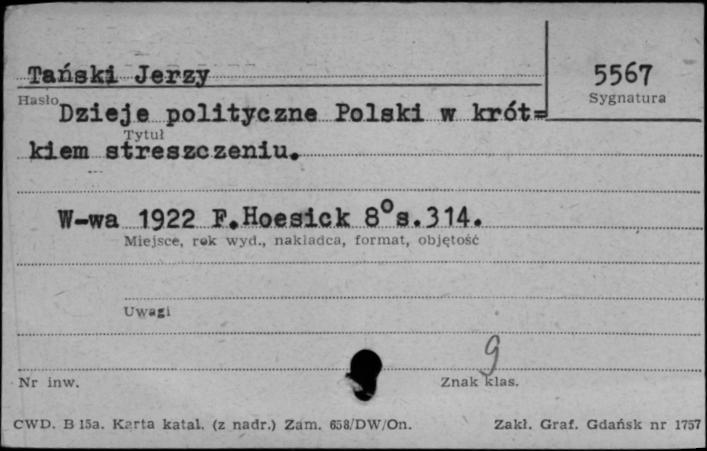 Tański Jerzy
5567
Hasło
Sygnatura
Dzieje polityczne Polski w krót=
Tytuł
kiem streszczeniu.
W-wa 1922 F.Hoesick 8°s.314.
Miejsce, rok wyd., nakładca, format, objętość
Uwagi
9
Nr inw.
Znak klas.
CWD. B 15a. Karta katal. (z nadr.) Zam. 658/DW/On.
Zakł. Graf. Gdańsk nr 1757